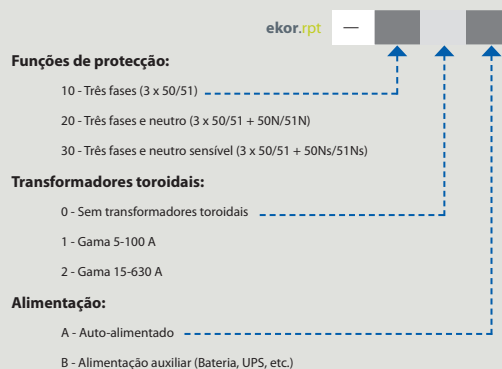 ekor.rpt —
Funções de protecção:
10 - Três fases (3 x 50/51)
20 - Três fases e neutro (3 x 50/51 + 50N/51N)
30 - Três fases e neutro sensível (3 x 50/51 + 50Ns/51Ns)
Transformadores toroidais:
0 - Sem transformadores toroidais
1 - Gama 5-100 A
2 - Gama 15-630 A
Alimentação:
A - Auto-alimentado
B - Alimentação auxiliar (Bateria, UPS, etc.)